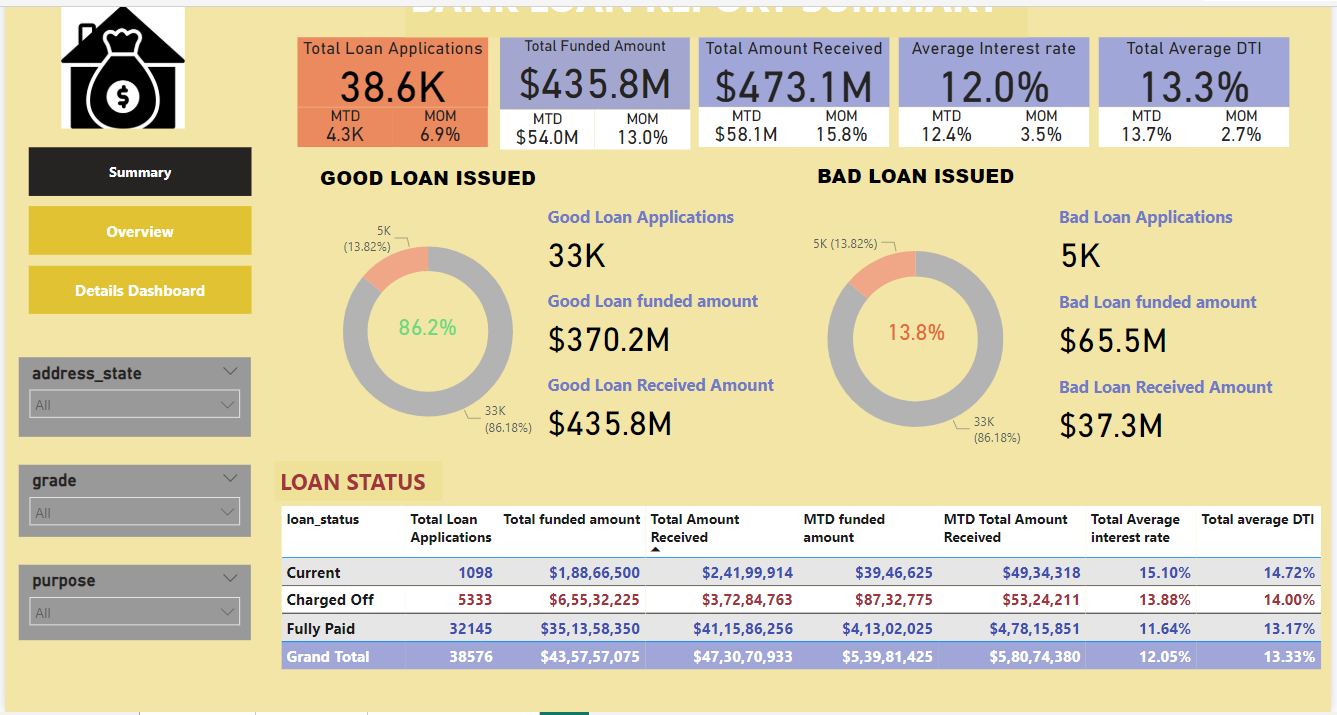 BANK LOAN REPORT SUMMARY
Total Loan Applications
38.6K
MTD MOM
4.3K 6.9%
Total Funded Amount
$435.8M
MTD MOM
$54.0M 13.0%
Total Amount Received
$473.1M
MTD MOM
$58.1M 15.8%
Average Interest rate
12.0%
MTD MOM
12.4% 3.5%
Total Average DTI
13.3%
MTD MOM
13.7% 2.7%
$
Summary
Overview
Details Dashboard
address_state
All
grade
All
purpose
All
GOOD LOAN ISSUED
5K
(13.82%)
86.2%
33K
(86.18%)
Good Loan Applications
33K
Good Loan funded amount
$370.2M
Good Loan Received Amount
$435.8M
BAD LOAN ISSUED
5K (13.82%)
13.8%
33K
(86.18%)
Bad Loan Applications
5K
Bad Loan funded amount
$65.5M
Bad Loan Received Amount
$37.3M
LOAN STATUS
loan_status Total Loan Applications Total funded amount Total Amount Received MTD funded amount MTD Total Amount Received Total Average interest rate Total average DTI
Current 1098 $1,88,66,500 $2,41,99,914 $39,46,625 $49,34,318 15.10% 14.72%
Charged Off 5333 $6,55,32,225 $3,72,84,763 $87,32,775 $53,24,211 13.88% 14.00%
Fully Paid 32145 $35,13,58,350 $41,15,86,256 $4,13,02,025 $4,78,15,851 11.64% 13.17%
Grand Total 38576 $43,57,57,075 $47,30,70,933 $5,39,81,425 $5,80,74,380 12.05% 13.33%